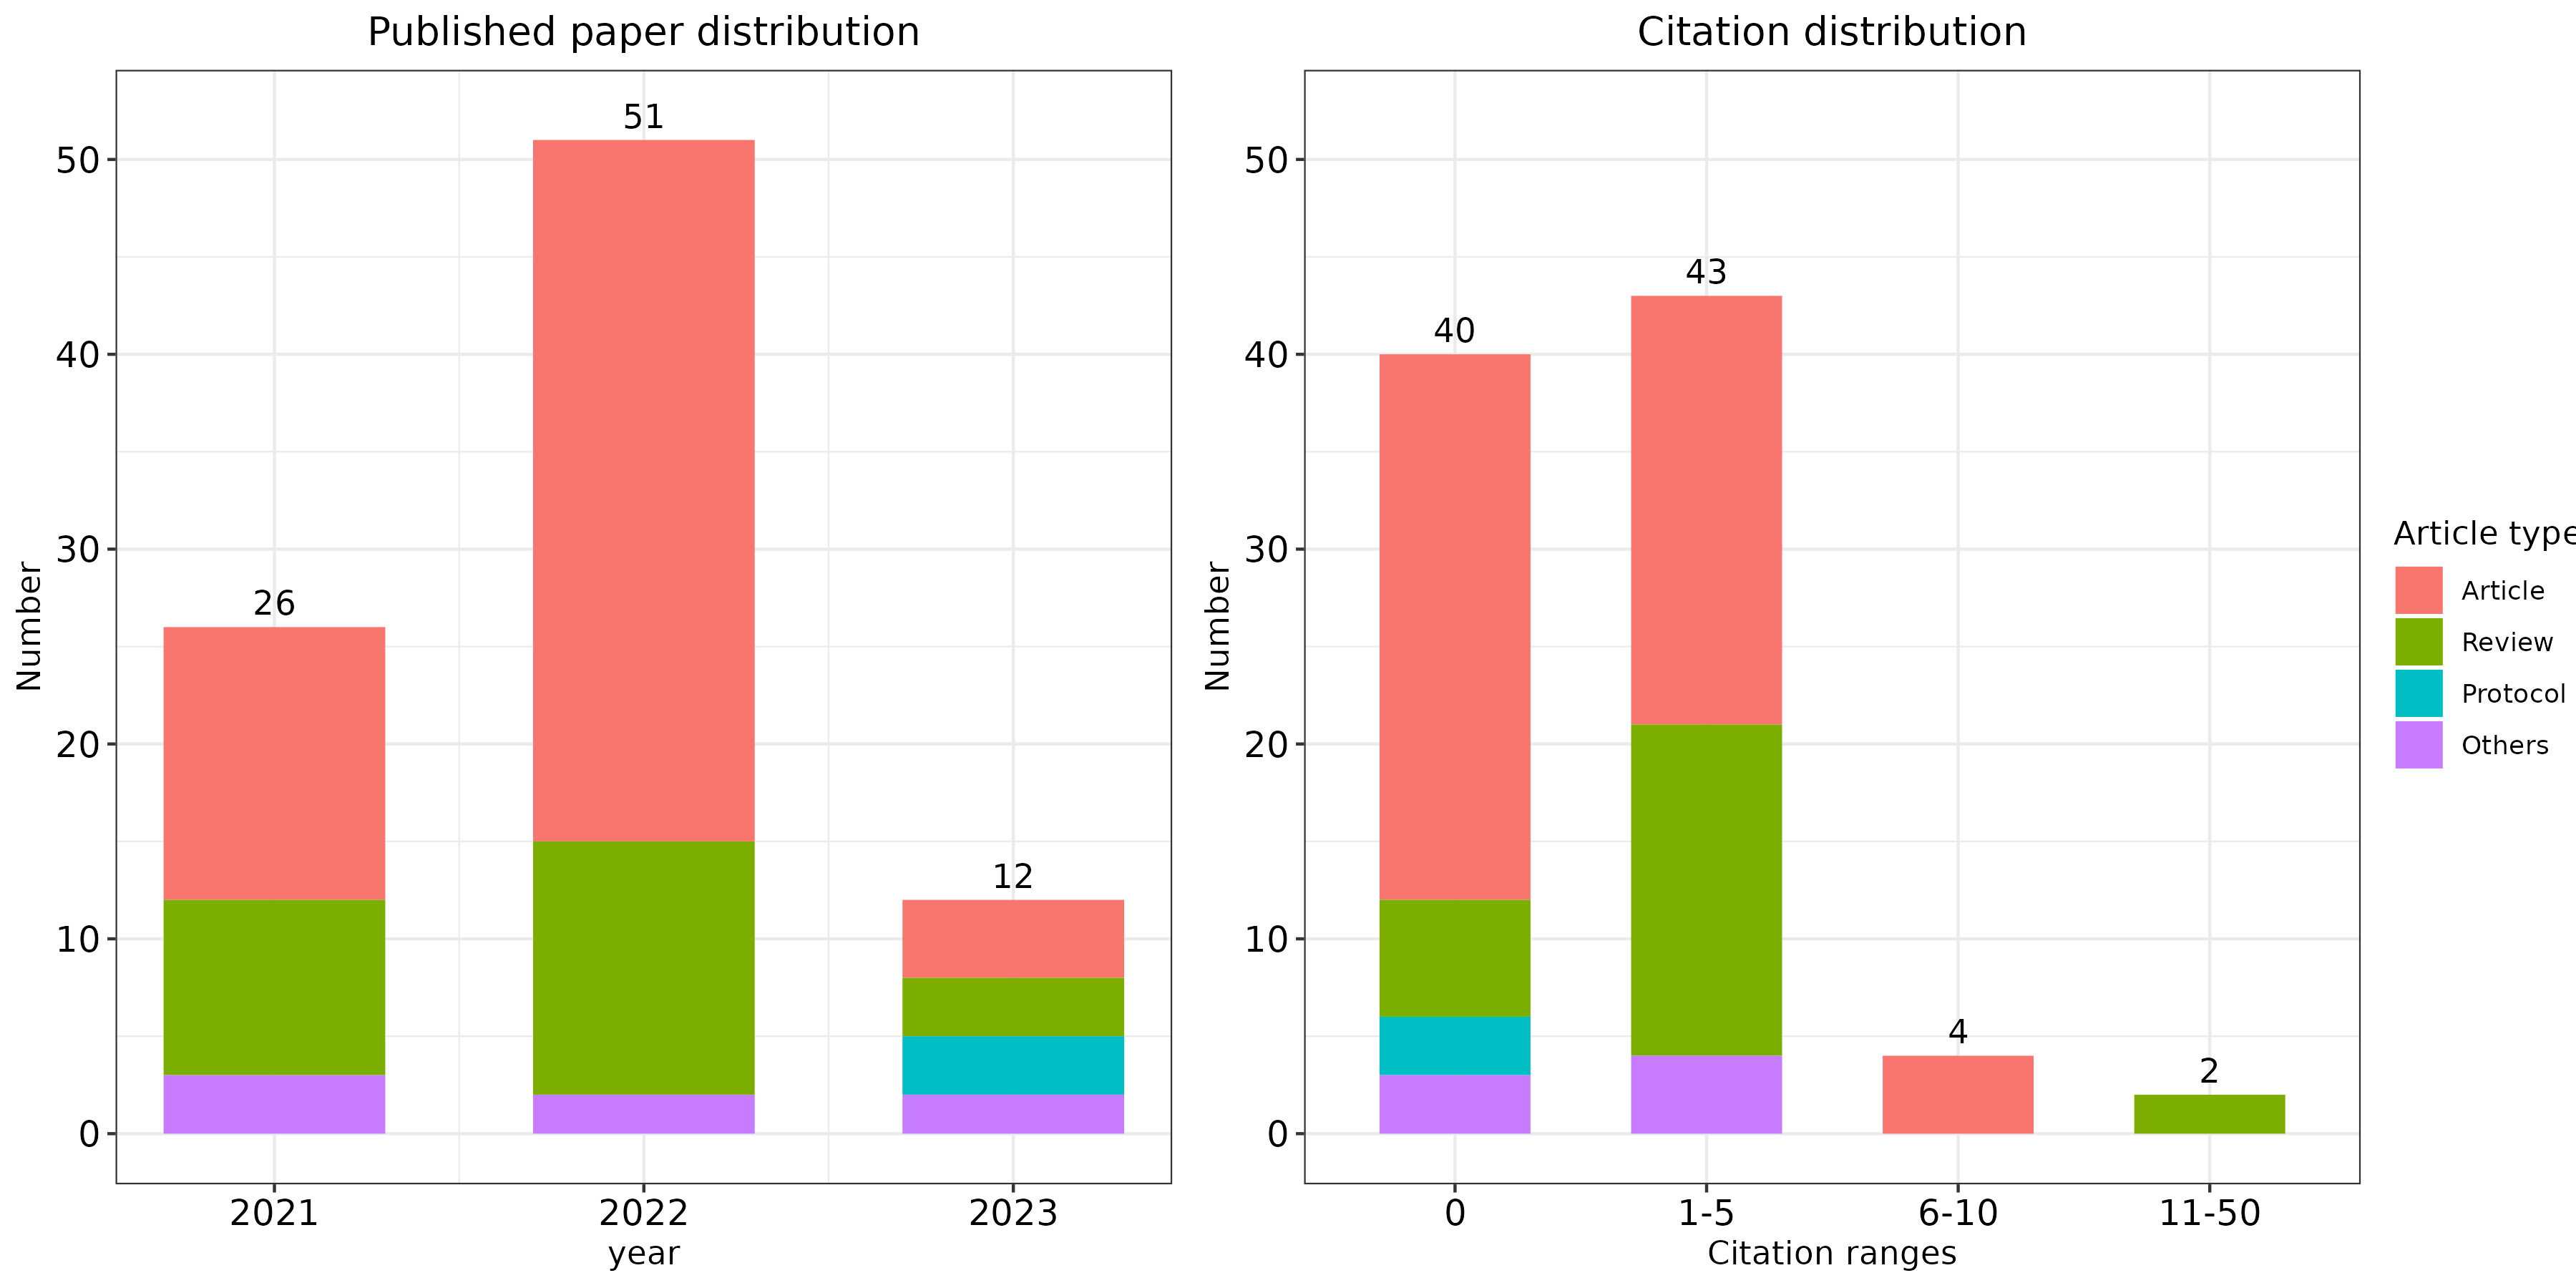 Published paper distribution
50
40
30
20
10
0
Number
26
51
12
2021 2022 2023
year
Citation distribution
50
40
30
20
10
0
Number
40
43
4
2
0 1-5 6-10 11-50
Citation ranges
Article type
Article
Review
Protocol
Others